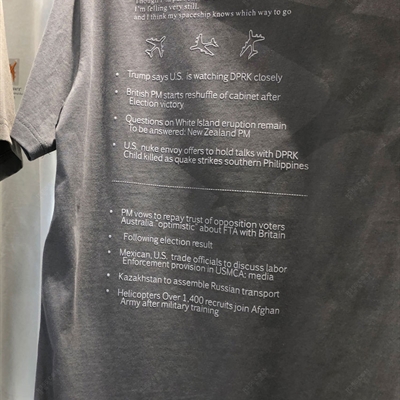 I'm felling very still.
and I think my spaceship knows which way to go
Trump says U.S. is watching DPRK closely
British PM starts reshuffle of cabinet after
Election victory
Questions on White Island eruption remain
To be answered: New Zealand PM
U.S. nuke envoy offers to hold talks with DPRK
Child killed as quake strikes southern Philippines
PM vows to repay trust of opposition voters
Australia "optimistic" about FTA with Britain
Following election result
Mexican, U.S. trade officials to discuss labor
Enforcement provision in USMCA: media
Kazakhstan to assemble Russian transport
Helicopters Over 1,400 recruits join Afghan
Army after military training